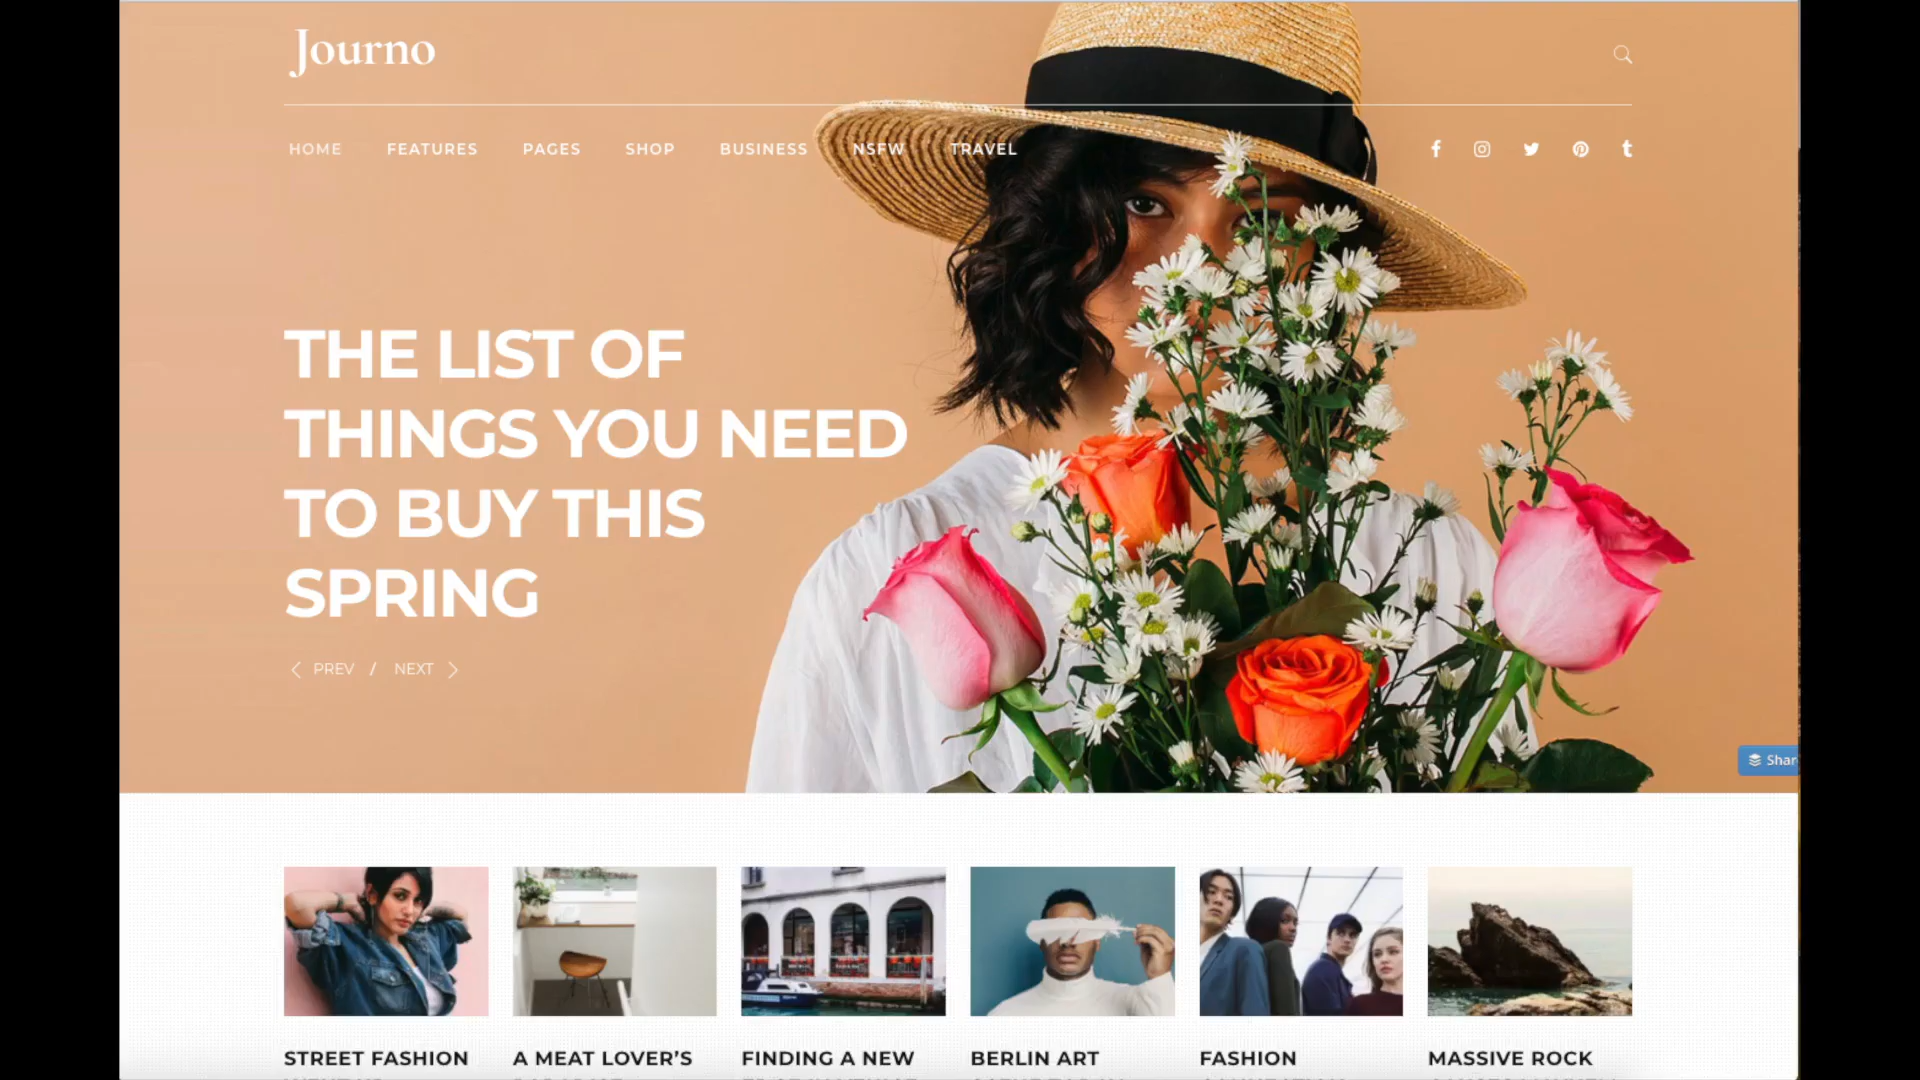 Journo
HOME FEATURES PAGES SHOP BUSINESS NSFW TRAVEL
THE LIST OF
THINGS YOU NEED
TO BUY THIS
SPRING
PREV / NEXT
Shar
STREET FASHION
A MEAT LOVER’S
FINDING A NEW
BERLIN ART
FASHION
MASSIVE ROCK